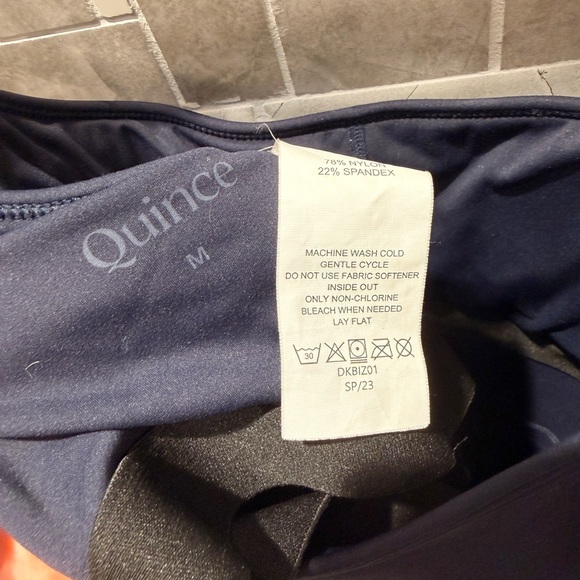 Quince
M
78% NYLON
22% SPANDEX
MACHINE WASH COLD
GENTLE CYCLE
DO NOT USE FABRIC SOFTENER
INSIDE OUT
ONLY NON-CHLORINE
BLEACH WHEN NEEDED
LAY FLAT
30
DKBIZ01
SP/23